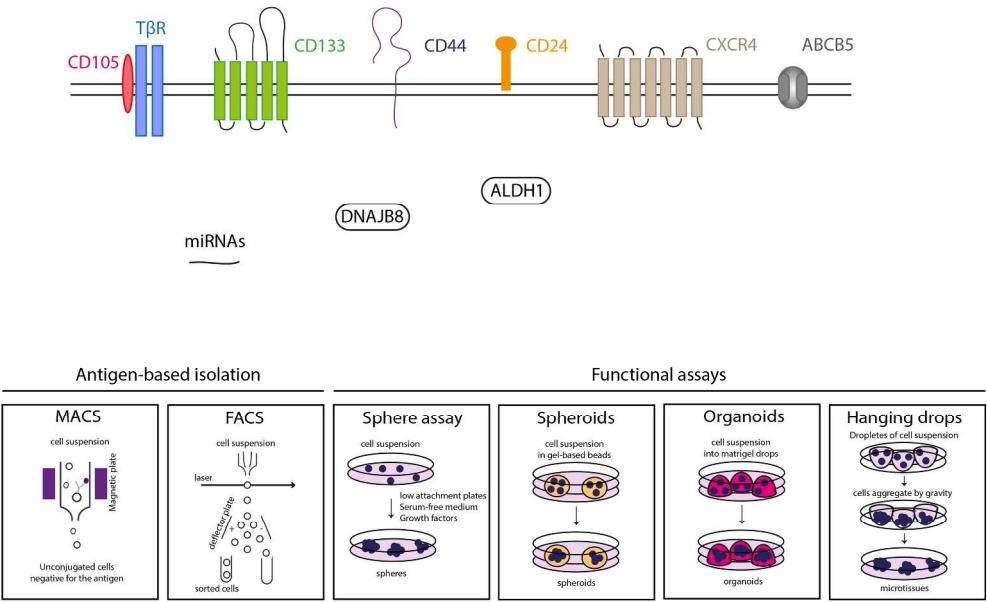 TβR
CD105
CD133
CD44
CD24
CXCR4
ABCB5
ALDH1
DNAJB8
miRNAs
Antigen-based isolation
Functional assays
MACS
cell suspension
Magnetic plate
Unconjugated cells
negative for the antigen
FACS
cell suspension
laser
deflector plate
- +
sorted cells
Sphere assay
cell suspension
low attachment plates
Serum-free medium
Growth factors
spheres
Spheroids
cell suspension
in gel-based beads
spheroids
Organoids
cell suspension
into matrigel drops
organoids
Hanging drops
Dropletes of cell suspension
cells aggregate by gravity
microtissues